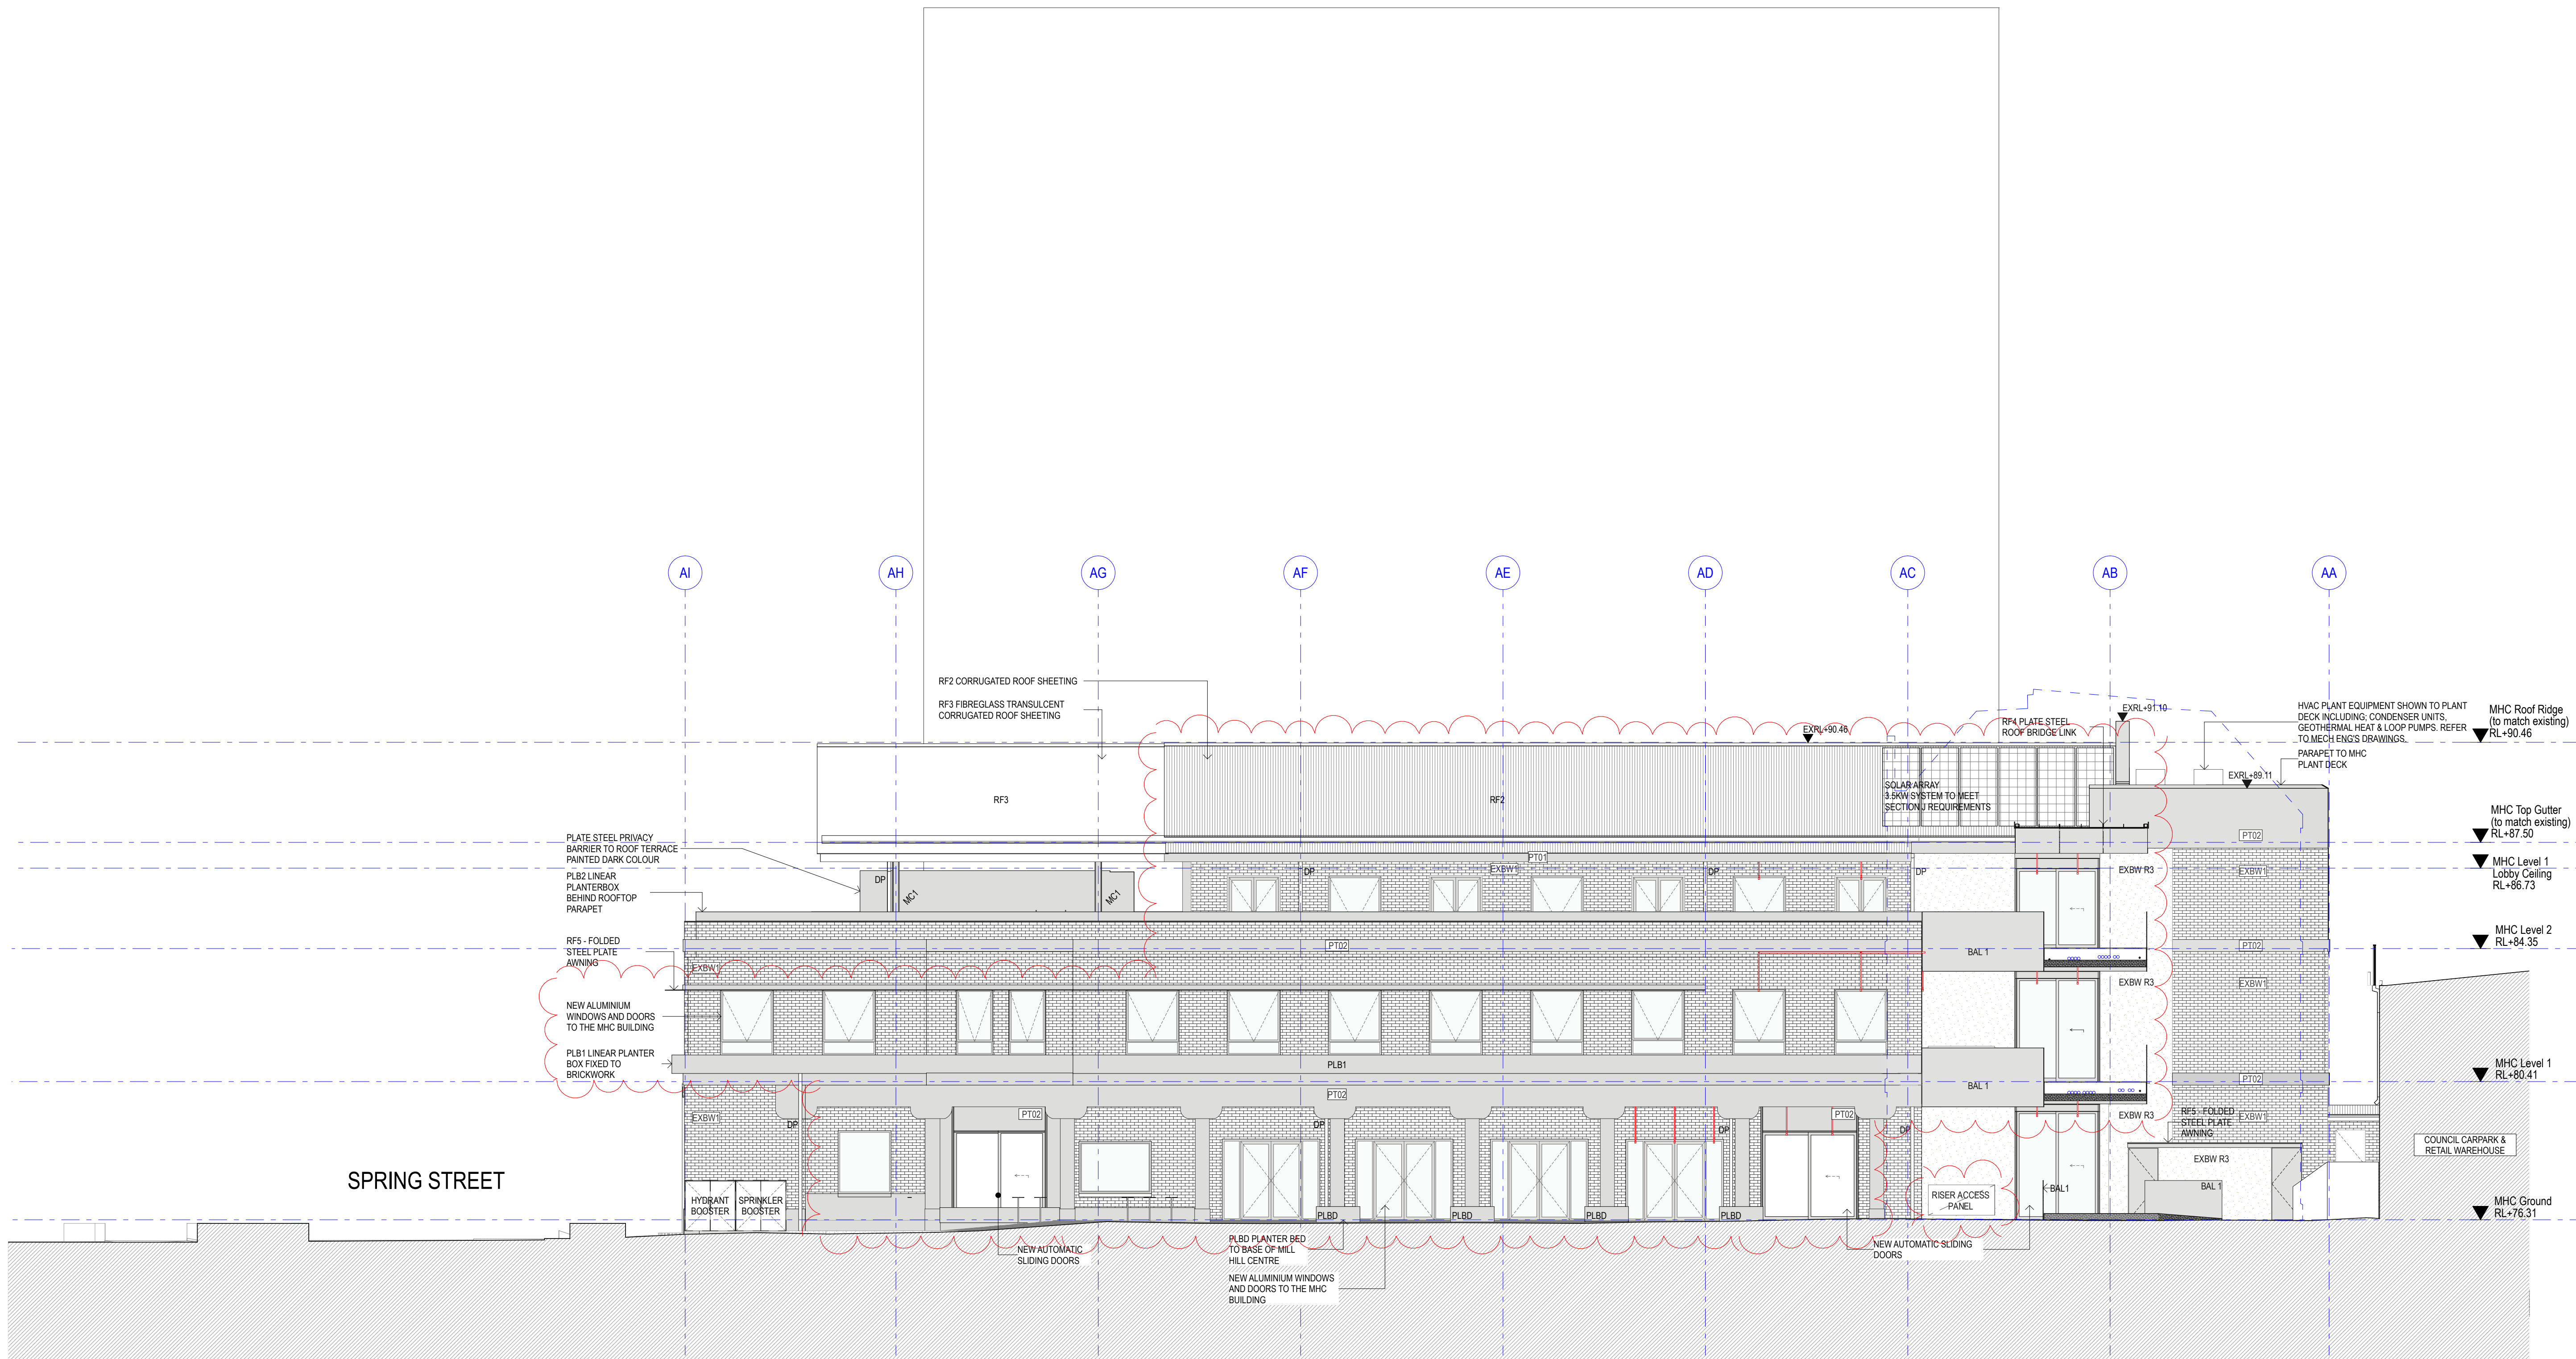 AI
AH
AG
AF
AE
AD
AC
AB
AA
RF2 CORRUGATED ROOF SHEETING
RF3 FIBREGLASS TRANSULCENT
CORRUGATED ROOF SHEETING
EXRL+90.46
RF4 PLATE STEEL
ROOF BRIDGE LINK
EXRL+91.10
HVAC PLANT EQUIPMENT SHOWN TO PLANT
DECK INCLUDING; CONDENSER UNITS,
GEOTHERMAL HEAT & LOOP PUMPS. REFER
TO MECH ENG'S DRAWINGS.
PARAPET TO MHC
PLANT DECK
EXRL+89.11
MHC Roof Ridge
(to match existing)
RL+90.46
RF3
RF2
SOLAR ARRAY
3.5KW SYSTEM TO MEET
SECTION J REQUIREMENTS
MHC Top Gutter
(to match existing)
RL+87.50
PT02
PLATE STEEL PRIVACY
BARRIER TO ROOF TERRACE
PAINTED DARK COLOUR
PLB2 LINEAR
PLANTERBOX
BEHIND ROOFTOP
PARAPET
DP
MC1
MC1
PT01
DP
EXBW1
DP
DP
EXBW R3
EXBW1
MHC Level 1
Lobby Ceiling
RL+86.73
RF5 - FOLDED
STEEL PLATE
AWNING
PT02
BAL 1
PT02
MHC Level 2
RL+84.35
EXBW1
EXBW R3
EXBW1
NEW ALUMINIUM
WINDOWS AND DOORS
TO THE MHC BUILDING
PLB1 LINEAR PLANTER
BOX FIXED TO
BRICKWORK
PLB1
PT02
BAL 1
PT02
MHC Level 1
RL+80.41
EXBW1
DP
PT02
DP
DP
PT02
DP
EXBW R3
RF5 - FOLDED
STEEL PLATE
AWNING
EXBW1
EXBW R3
COUNCIL CARPARK &
RETAIL WAREHOUSE
SPRING STREET
HYDRANT
BOOSTER
SPRINKLER
BOOSTER
PLBD
PLBD
PLBD
PLBD
RISER ACCESS
PANEL
BAL1
BAL 1
MHC Ground
RL+76.31
NEW AUTOMATIC
SLIDING DOORS
PLBD PLANTER BED
TO BASE OF MILL
HILL CENTRE
NEW ALUMINIUM WINDOWS
AND DOORS TO THE MHC
BUILDING
NEW AUTOMATIC SLIDING
DOORS